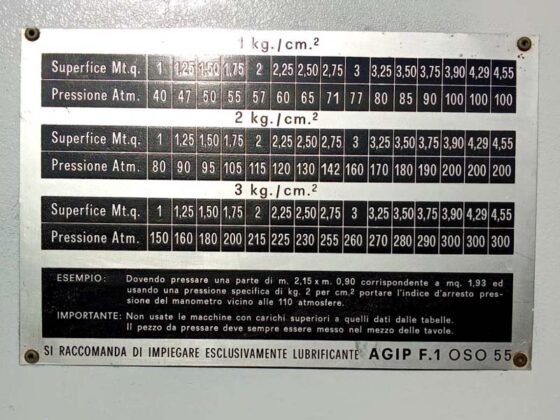 1 kg./cm.²
Superfice Mt.q. 1 1,25 1,50 1,75 2 2,25 2,50 2,75 3 3,25 3,50 3,75 3,90 4,29 4,55
Pressione Atm. 40 47 50 55 57 60 65 71 77 80 85 90 100 100 100
2 kg./cm.²
Superfice Mt.q. 1 1,25 1,50 1,75 2 2,25 2,50 2,75 3 3,25 3,50 3,75 3,90 4,29 4,55
Pressione Atm. 80 90 95 105 115 120 130 142 160 170 180 190 200 200 200
3 kg./cm.²
Superfice Mt.q. 1 1,25 1,50 1,75 2 2,25 2,50 2,75 3 3,25 3,50 3,75 3,90 4,29 4,55
Pressione Atm. 150 160 180 200 215 225 230 255 260 270 280 290 300 300 300
ESEMPIO: Dovendo pressare una parte di m. 2,15 x m. 0,90 corrispondente a mq. 1,93 ed
usando una pressione specifica di kg. 2 per cm.² portare l'indice d'arresto pres-
sione del manometro vicino alle 110 atmosfere.
IMPORTANTE: Non usate le macchine con carichi superiori a quelli dati dalle tabelle.
Il pezzo da pressare deve sempre essere messo nel mezzo delle tavole.
SI RACCOMANDA DI IMPIEGARE ESCLUSIVAMENTE LUBRIFICANTE AGIP F.1 OSO 55